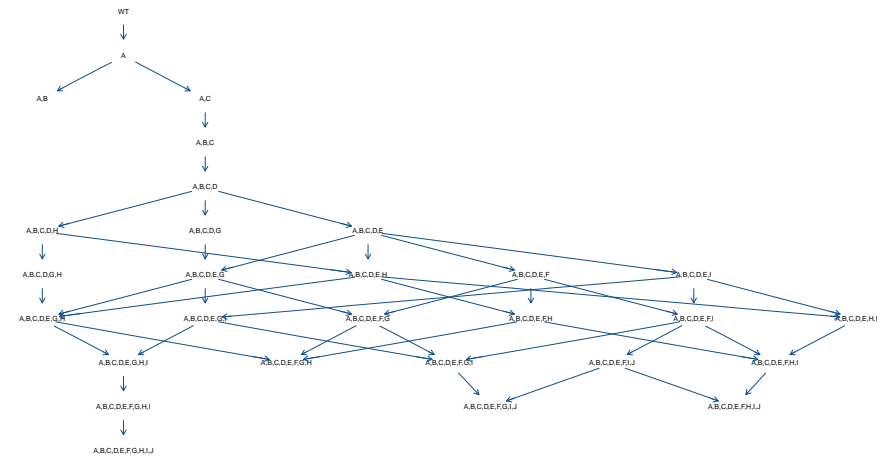 WT
A
A,B
A,C
A,B,C
A,B,C,D
A,B,C,D,H
A,B,C,D,G
A,B,C,D,E
A,B,C,D,G,H
A,B,C,D,E,G
A,B,C,D,E,H
A,B,C,D,E,F
A,B,C,D,E,I
A,B,C,D,E,G,H
A,B,C,D,E,F,G
A,B,C,D,E,F,H
A,B,C,D,E,F,I
A,B,C,D,E,H,I
A,B,C,D,E,G,H,I
A,B,C,D,E,F,G,H
A,B,C,D,E,F,G,I
A,B,C,D,E,F,I,J
A,B,C,D,E,F,H,I
A,B,C,D,E,F,G,H,I
A,B,C,D,E,F,G,I,J
A,B,C,D,E,F,H,I,J
A,B,C,D,E,F,G,H,I,J